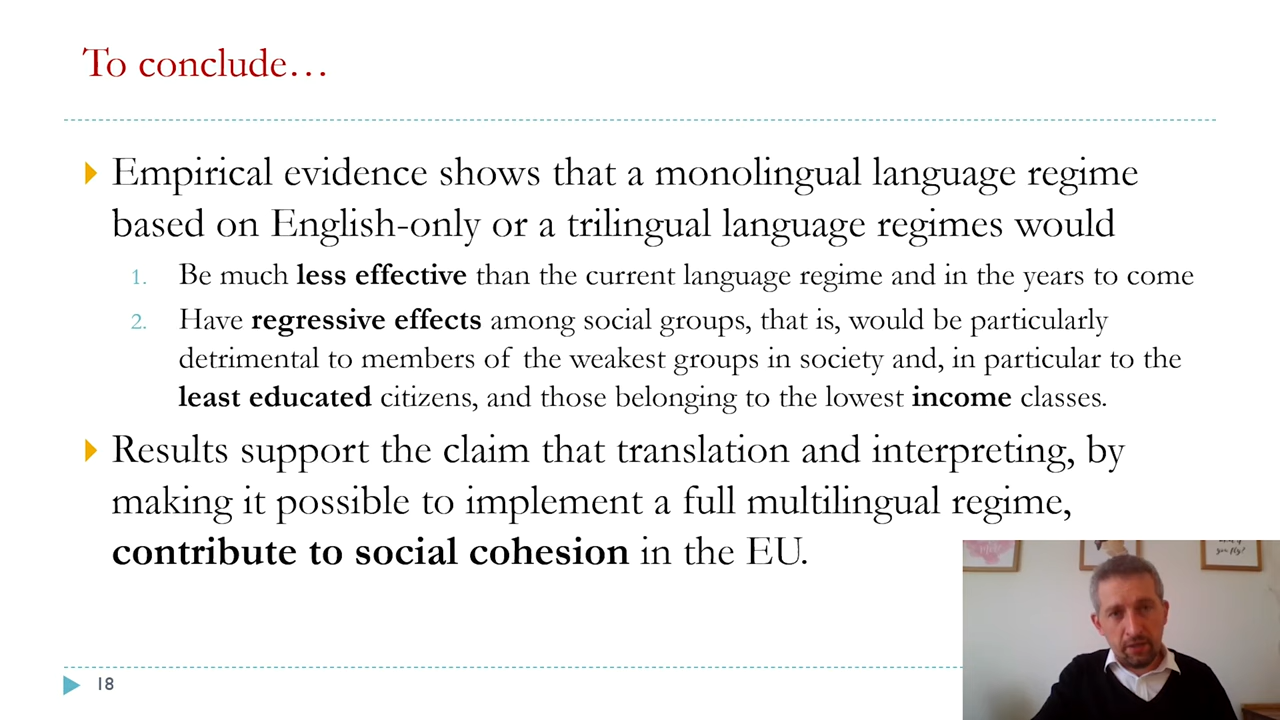 To conclude…
Empirical evidence shows that a monolingual language regime
based on English-only or a trilingual language regimes would
1. Be much less effective than the current language regime and in the years to come
2. Have regressive effects among social groups, that is, would be particularly
detrimental to members of the weakest groups in society and, in particular to the
least educated citizens, and those belonging to the lowest income classes.
Results support the claim that translation and interpreting, by
making it possible to implement a full multilingual regime,
contribute to social cohesion in the EU.
you fly!
18